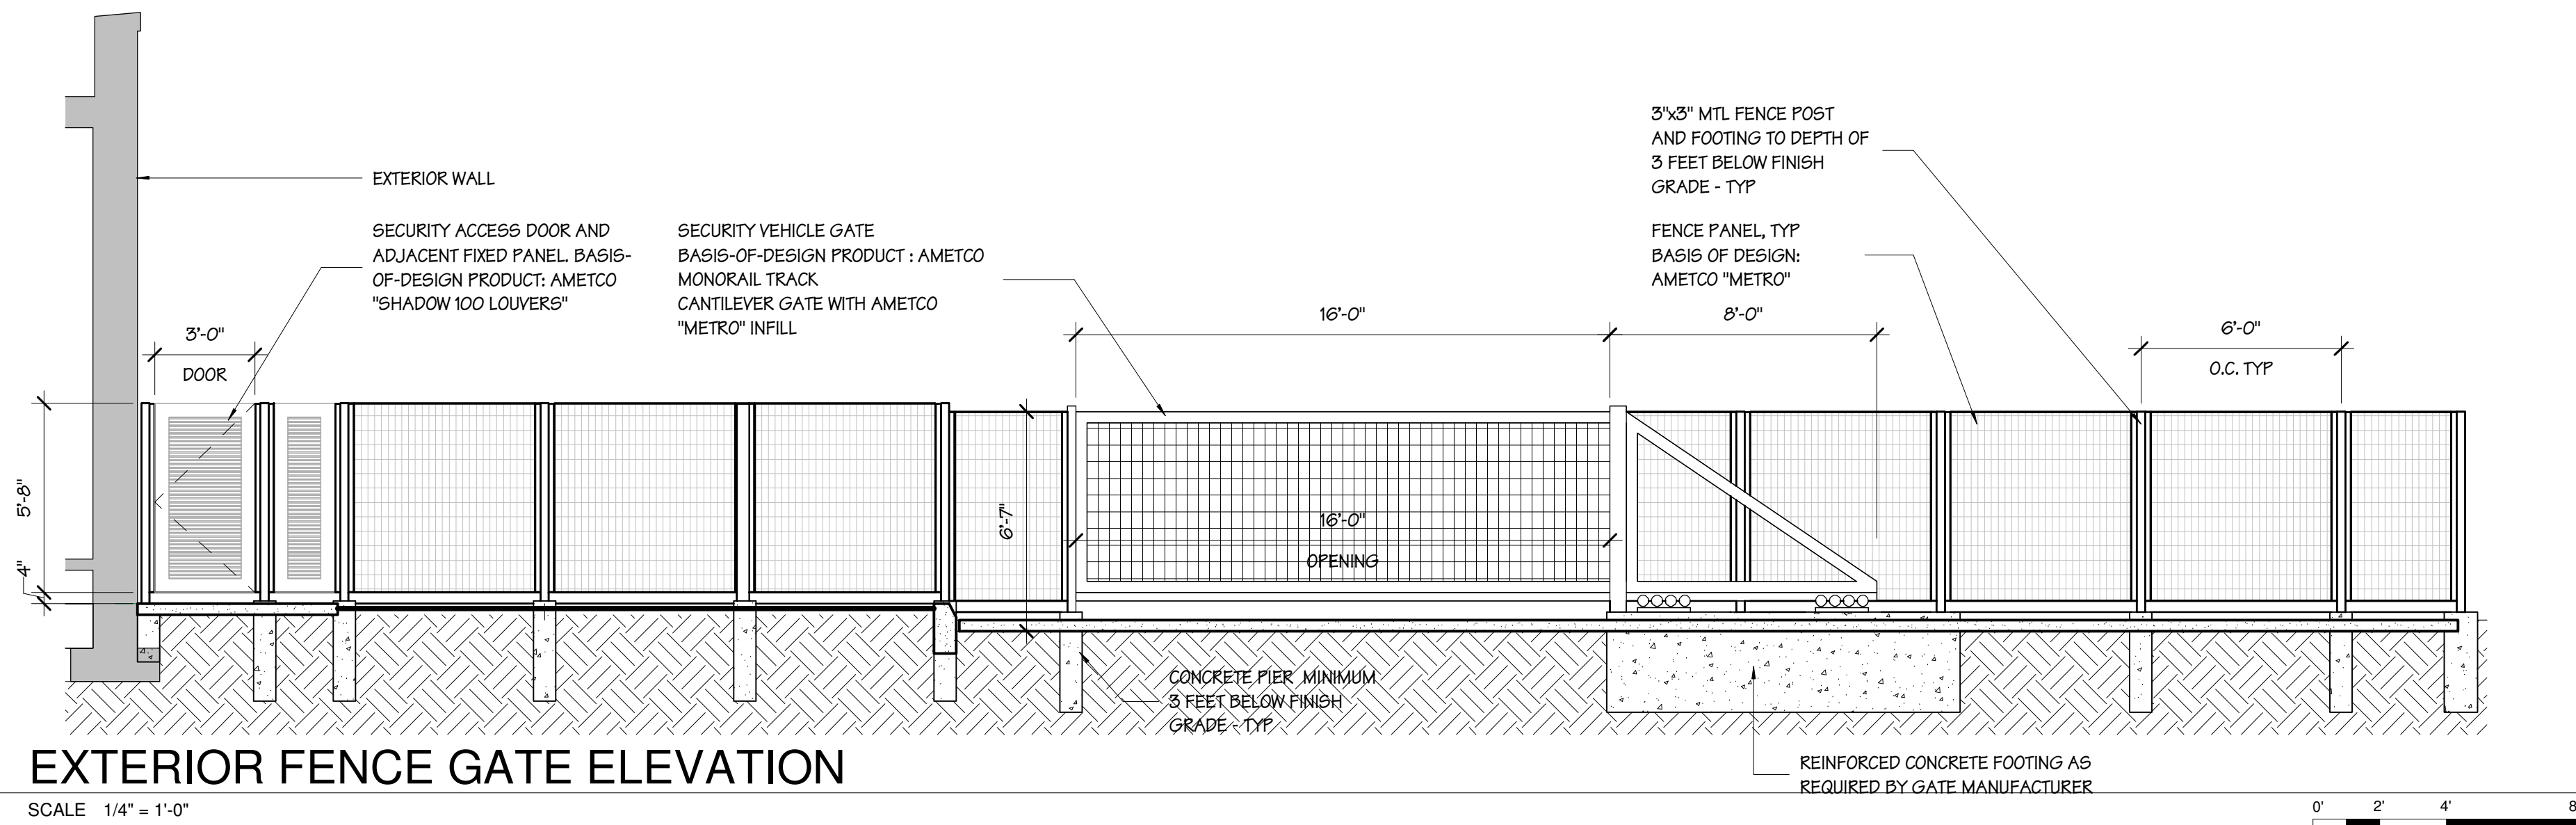 3"x3" MTL FENCE POST
AND FOOTING TO DEPTH OF
3 FEET BELOW FINISH
GRADE - TYP
EXTERIOR WALL
SECURITY ACCESS DOOR AND
ADJACENT FIXED PANEL. BASIS-
OF-DESIGN PRODUCT: AMETCO
"SHADOW 100 LOUVERS"
SECURITY VEHICLE GATE
BASIS-OF-DESIGN PRODUCT : AMETCO
MONORAIL TRACK
CANTILEVER GATE WITH AMETCO
"METRO" INFILL
FENCE PANEL, TYP
BASIS OF DESIGN:
AMETCO "METRO"
3'-0"
DOOR
16'-0"
8'-0"
6'-0"
O.C. TYP
5'-8"
4"
6'-7"
16'-0"
OPENING
CONCRETE PIER MINIMUM
3 FEET BELOW FINISH
GRADE - TYP
REINFORCED CONCRETE FOOTING AS
REQUIRED BY GATE MANUFACTURER
EXTERIOR FENCE GATE ELEVATION
SCALE 1/4" = 1'-0"
0' 2' 4' 8